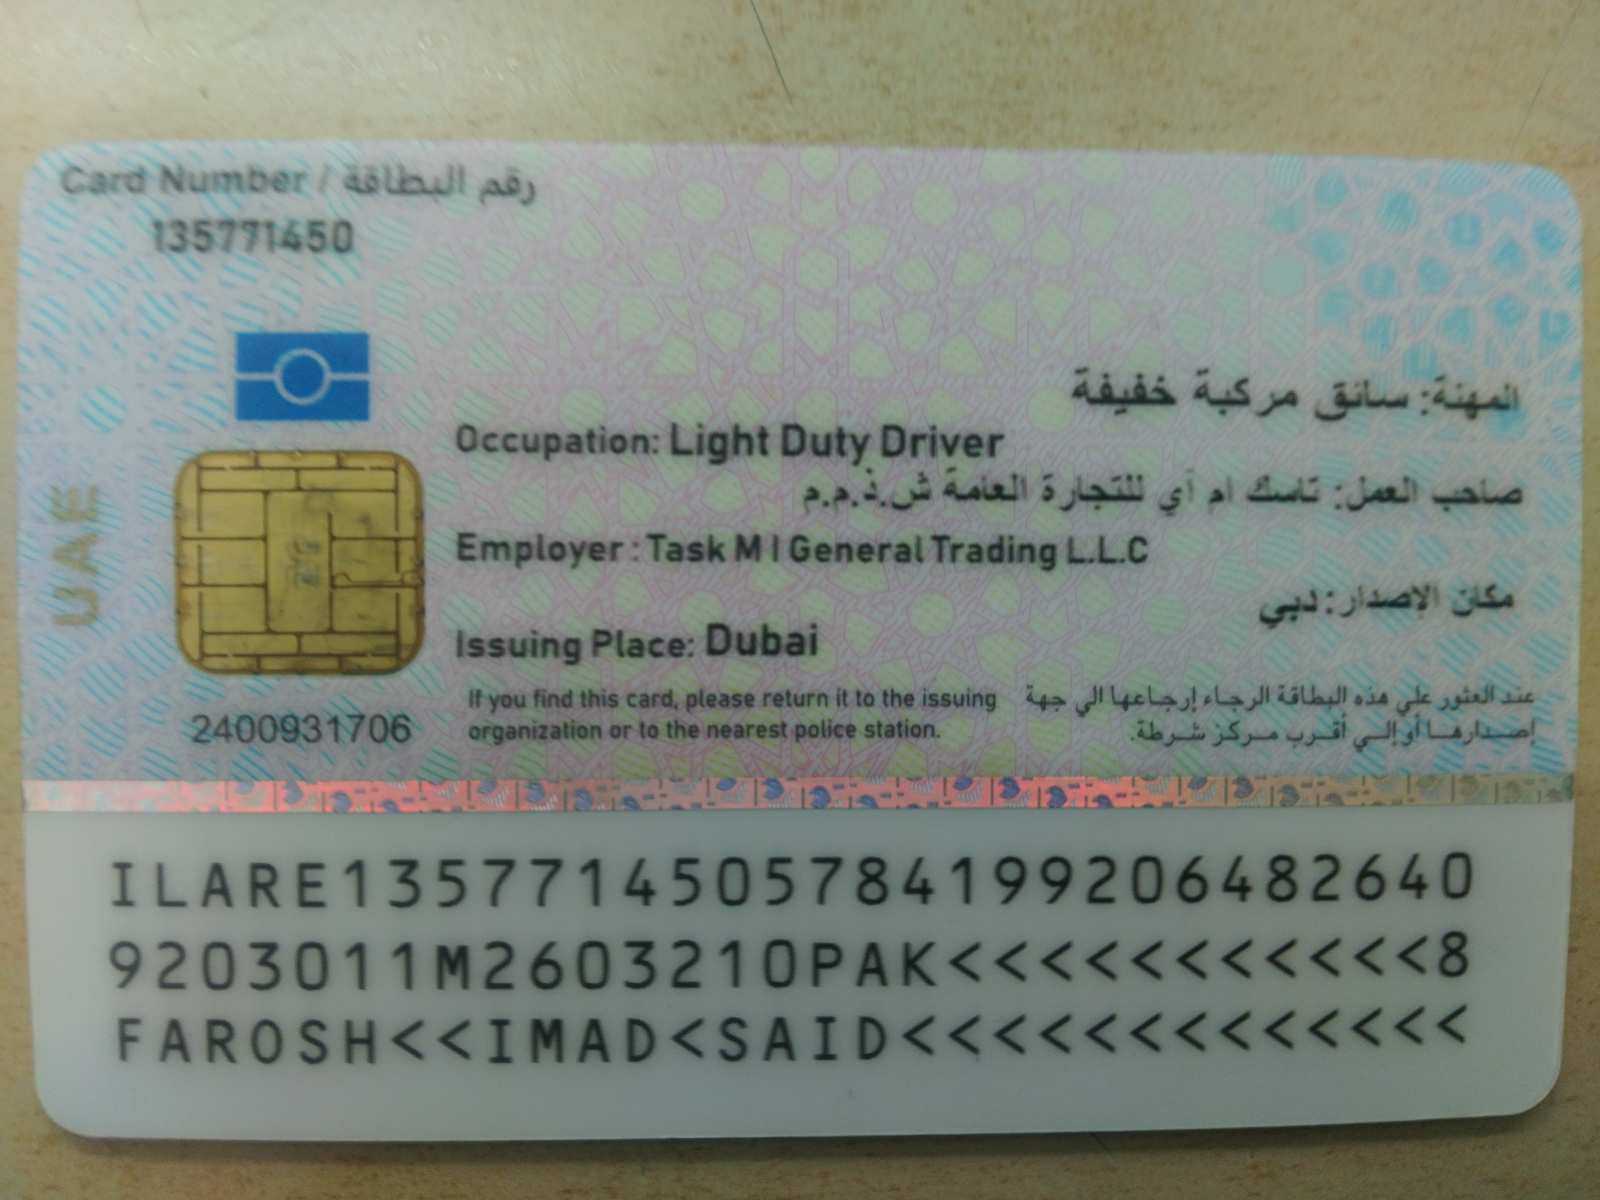 Card Number / رقم البطاقة
135771450
المهنة: سائق مركبة خفيفة
Occupation: Light Duty Driver
صاحب العمل: تاسك ام آي للتجارة العامة ش.ذ.م.م
Employer : Task M I General Trading L.L.C
مكان الإصدار: دبي
Issuing Place: Dubai
UAE
If you find this card, please return it to the issuing
organization or to the nearest police station.
عند العثور علي هذه البطاقة الرجاء إرجاعها الي جهة
إصدارها أو إلي أقرب مركز شرطة.
2400931706
ILARE1357714505784199206482640
9203011M2603210PAK<<<<<<<<<<<8
FAROSH<<IMAD<SAID<<<<<<<<<<<<<